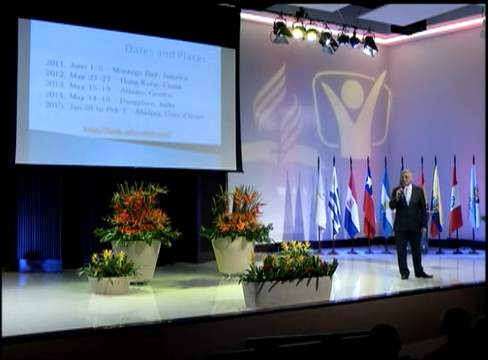 Dates and Places
2011, June 1-5 - Montego Bay, Jamaica
2012, May 23-27 - Hong Kong, China
2013, May 15-19 - Athens, Greece
2014, May 14-18 - Bangalore, India
2015, Jan 28 to Feb 1 - Abidjan, Cote d'Ivoire